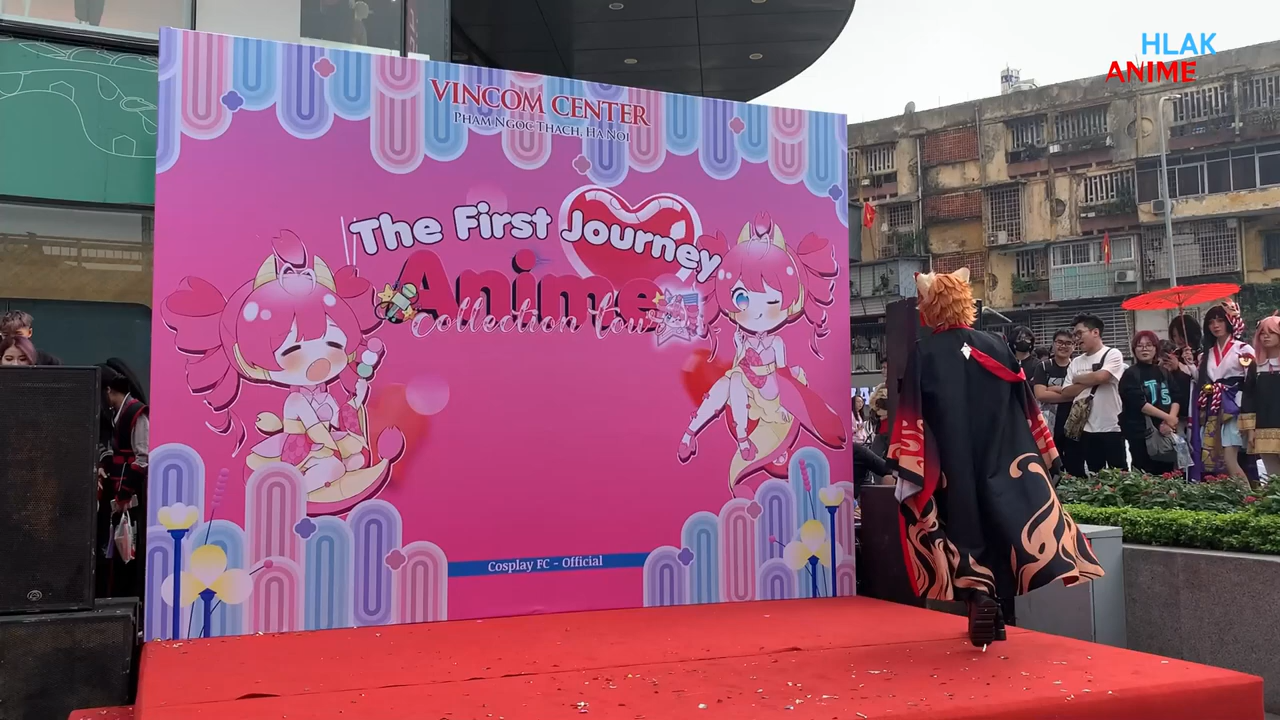 HLAK
ANIME
VINCOM CENTER
PHAM NGOC THACH, HA NOI
The First Journey
Anime
Collection tour
Cosplay FC - Official